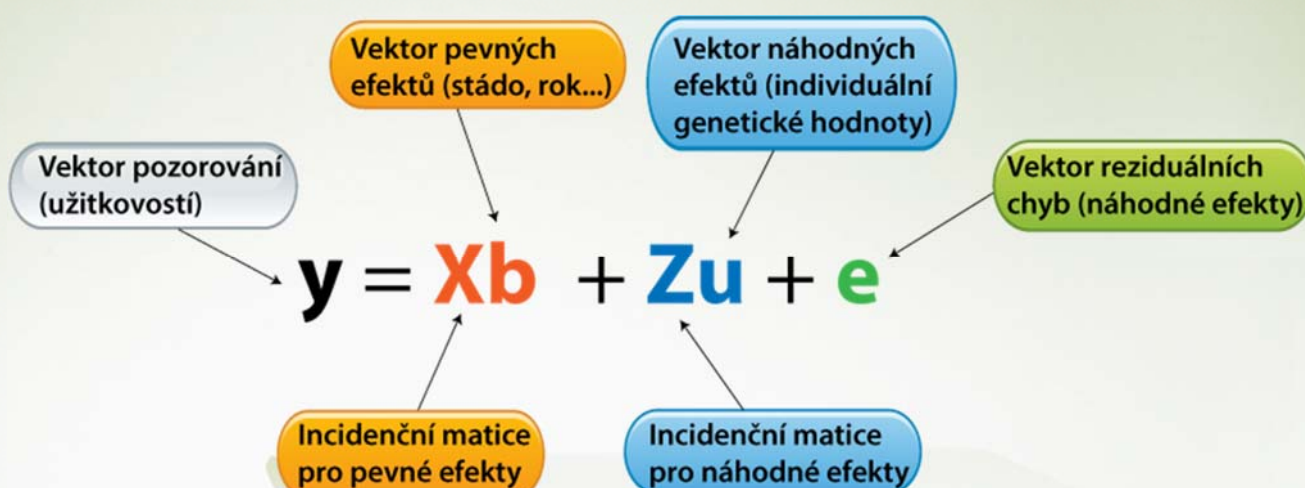 Vektor pevných
efektů (stádo, rok...)
Vektor náhodných
efektů (individuální
genetické hodnoty)
Vektor pozorování
(užitkovostí)
Vektor reziduálních
chyb (náhodné efekty)
y = Xb + Zu + e
Incidenční matice
pro pevné efekty
Incidenční matice
pro náhodné efekty